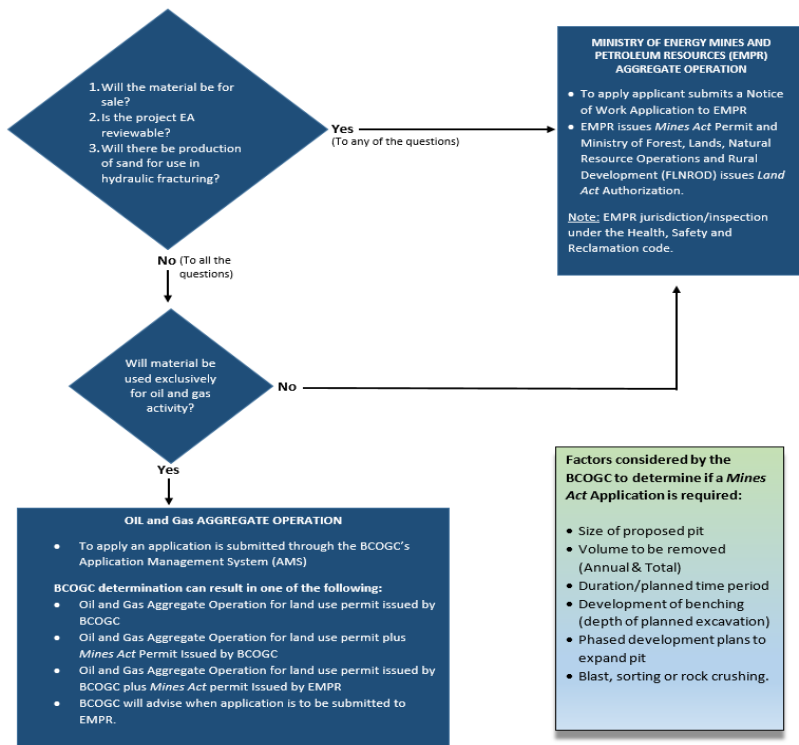 1. Will the material be for
sale?
2. Is the project EA
reviewable?
3. Will there be production
of sand for use in
hydraulic fracturing?
Yes
(To any of the questions)
MINISTRY OF ENERGY MINES AND
PETROLEUM RESOURCES (EMPR)
AGGREGATE OPERATION
• To apply applicant submits a Notice
of Work Application to EMPR
• EMPR issues Mines Act Permit and
Ministry of Forest, Lands, Natural
Resource Operations and Rural
Development (FLNROD) issues Land
Act Authorization.
Note: EMPR jurisdiction/inspection
under the Health, Safety and
Reclamation code.
No (To all the
questions)
Will material be
used exclusively
for oil and gas
activity?
No
Yes
OIL and Gas AGGREGATE OPERATION
• To apply an application is submitted through the BCOGC's
Application Management System (AMS)
BCOGC determination can result in one of the following:
• Oil and Gas Aggregate Operation for land use permit issued by
BCOGC
• Oil and Gas Aggregate Operation for land use permit plus
Mines Act Permit Issued by BCOGC
• Oil and Gas Aggregate Operation for land use permit issued by
BCOGC plus Mines Act permit Issued by EMPR
• BCOGC will advise when application is to be submitted to
EMPR.
Factors considered by the
BCOGC to determine if a Mines
Act Application is required:
• Size of proposed pit
• Volume to be removed
(Annual & Total)
• Duration/planned time period
• Development of benching
(depth of planned excavation)
• Phased development plans to
expand pit
• Blast, sorting or rock crushing.